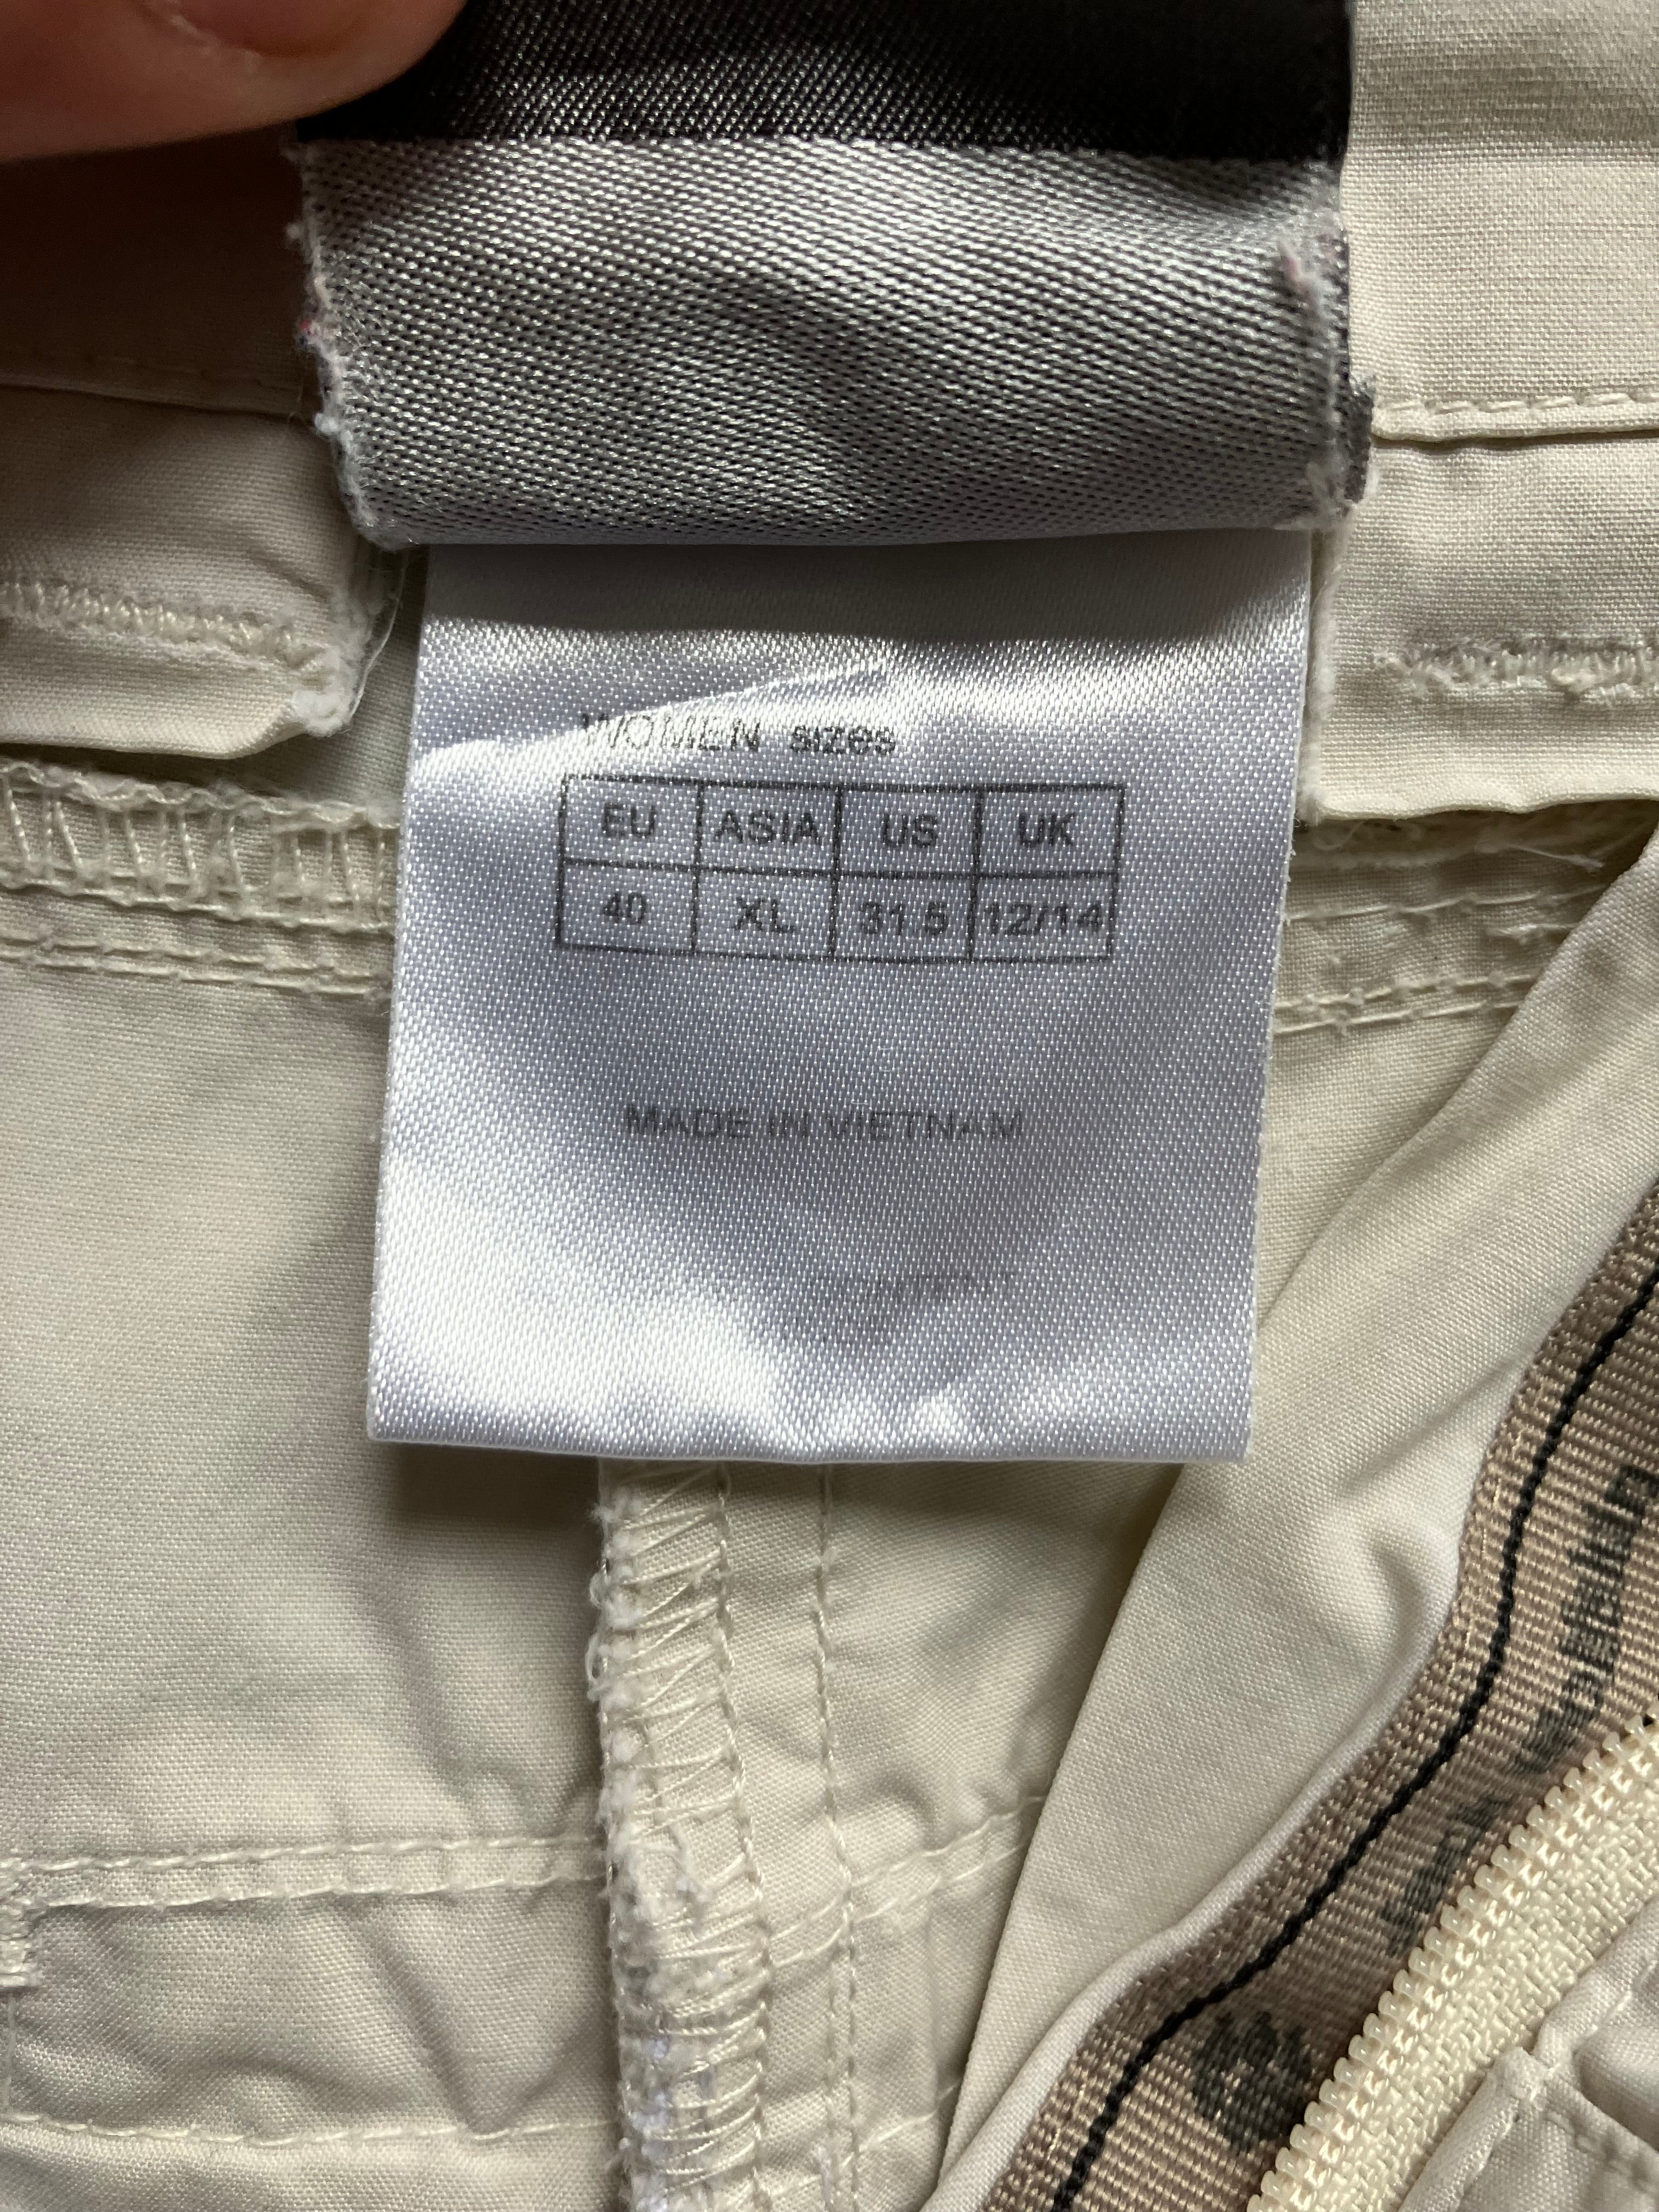 WOMEN sizes
EU ASIA US UK
40 XL 31.5 12/14
MADE IN VIETNAM